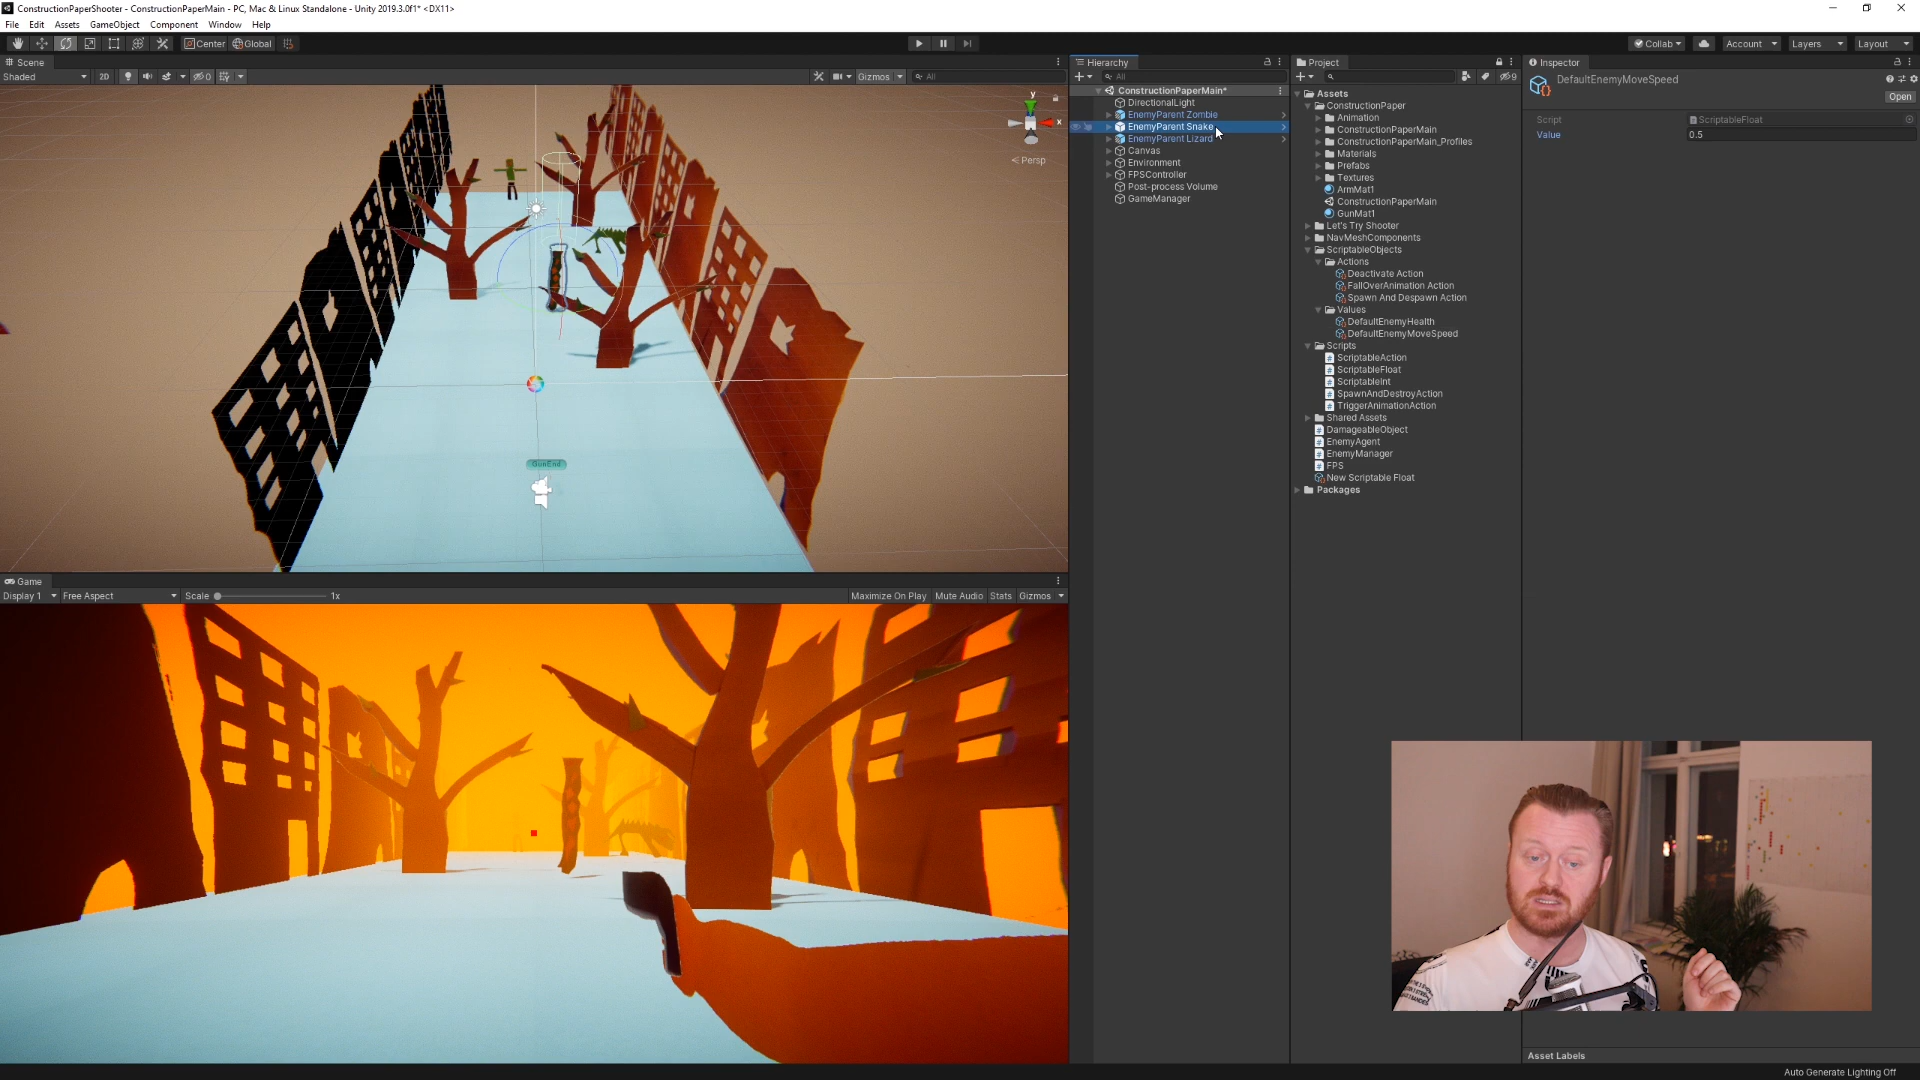 ConstructionPaperShooter - ConstructionPaperMain - PC, Mac & Linux Standalone - Unity 2019.3.0f1* <DX11>
File Edit Assets GameObject Component Window Help
Center Global
Collab Account Layers Layout
Scene
Shaded 2D 0 Gizmos All
y
x
< Persp
GunEnd
Game
Display 1 Free Aspect Scale 1x Maximize On Play Mute Audio Stats Gizmos
Hierarchy
All
ConstructionPaperMain*
DirectionalLight
EnemyParent Zombie
EnemyParent Snake
EnemyParent Lizard
Canvas
Environment
FPSController
Post-process Volume
GameManager
Project
9
Assets
ConstructionPaper
Animation
ConstructionPaperMain
ConstructionPaperMain_Profiles
Materials
Prefabs
Textures
ArmMat1
ConstructionPaperMain
GunMat1
Let's Try Shooter
NavMeshComponents
ScriptableObjects
Actions
Deactivate Action
FallOverAnimation Action
Spawn And Despawn Action
Values
DefaultEnemyHealth
DefaultEnemyMoveSpeed
Scripts
ScriptableAction
ScriptableFloat
ScriptableInt
SpawnAndDestroyAction
TriggerAnimationAction
Shared Assets
DamageableObject
EnemyAgent
EnemyManager
FPS
New Scriptable Float
Packages
Inspector
DefaultEnemyMoveSpeed
Open
Script ScriptableFloat
Value 0.5
Asset Labels
Auto Generate Lighting Off